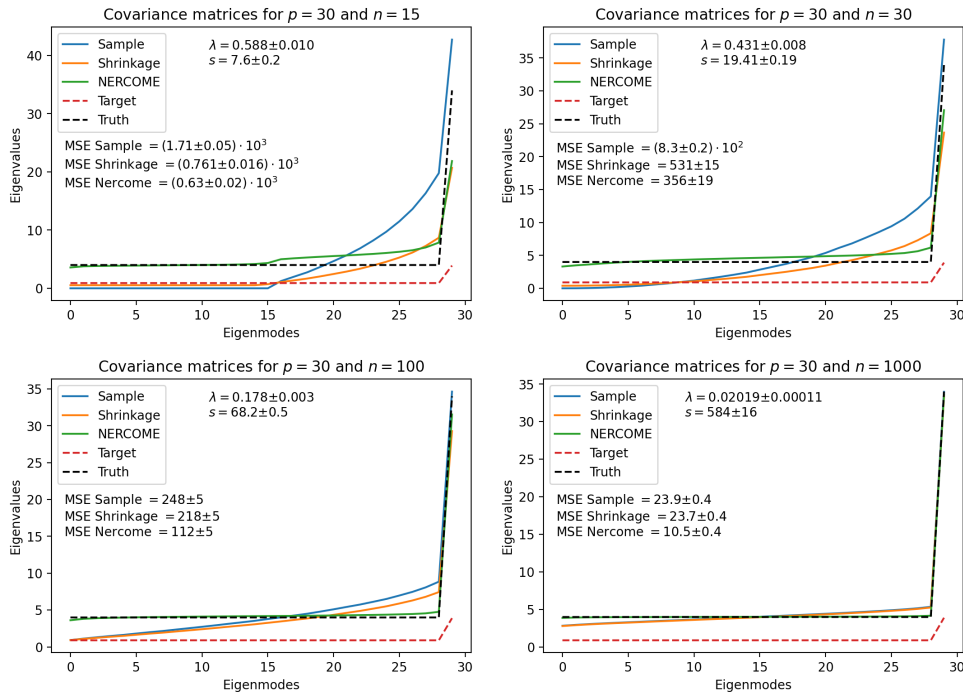 Covariance matrices for p = 30 and n = 15
Eigenvalues
40
30
20
10
0
Sample
Shrinkage
NERCOME
Target
Truth
λ = 0.588±0.010
s = 7.6±0.2
MSE Sample = (1.71±0.05) · 10³
MSE Shrinkage = (0.761±0.016) · 10³
MSE Nercome = (0.63±0.02) · 10³
0 5 10 15 20 25 30
Eigenmodes
Covariance matrices for p = 30 and n = 30
Eigenvalues
35
30
25
20
15
10
5
0
Sample
Shrinkage
NERCOME
Target
Truth
λ = 0.431±0.008
s = 19.41±0.19
MSE Sample = (8.3±0.2) · 10²
MSE Shrinkage = 531±15
MSE Nercome = 356±19
0 5 10 15 20 25 30
Eigenmodes
Covariance matrices for p = 30 and n = 100
Eigenvalues
35
30
25
20
15
10
5
0
Sample
Shrinkage
NERCOME
Target
Truth
λ = 0.178±0.003
s = 68.2±0.5
MSE Sample = 248±5
MSE Shrinkage = 218±5
MSE Nercome = 112±5
0 5 10 15 20 25 30
Eigenmodes
Covariance matrices for p = 30 and n = 1000
Eigenvalues
35
30
25
20
15
10
5
0
Sample
Shrinkage
NERCOME
Target
Truth
λ = 0.02019±0.00011
s = 584±16
MSE Sample = 23.9±0.4
MSE Shrinkage = 23.7±0.4
MSE Nercome = 10.5±0.4
0 5 10 15 20 25 30
Eigenmodes